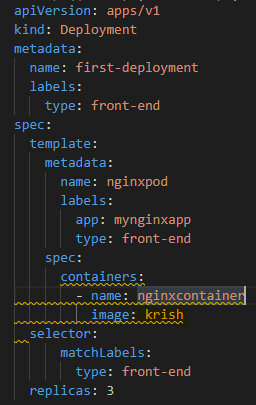 apiVersion: apps/v1
kind: Deployment
metadata:
  name: first-deployment
  labels:
    type: front-end
spec:
  template:
    metadata:
      name: nginxpod
      labels:
        app: mynginxapp
        type: front-end
    spec:
      containers:
        - name: nginxcontainer
          image: krish
  selector:
      matchLabels:
        type: front-end
  replicas: 3